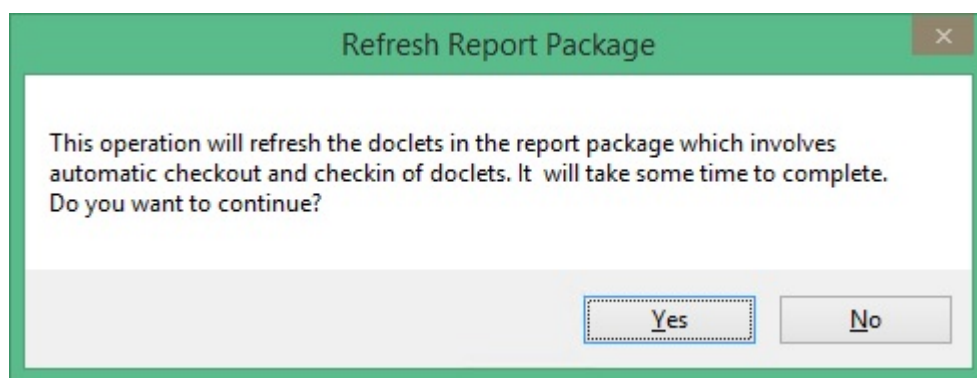 Refresh Report Package
This operation will refresh the doclets in the report package which involves
automatic checkout and checkin of doclets. It  will take some time to complete.
Do you want to continue?
Yes
No